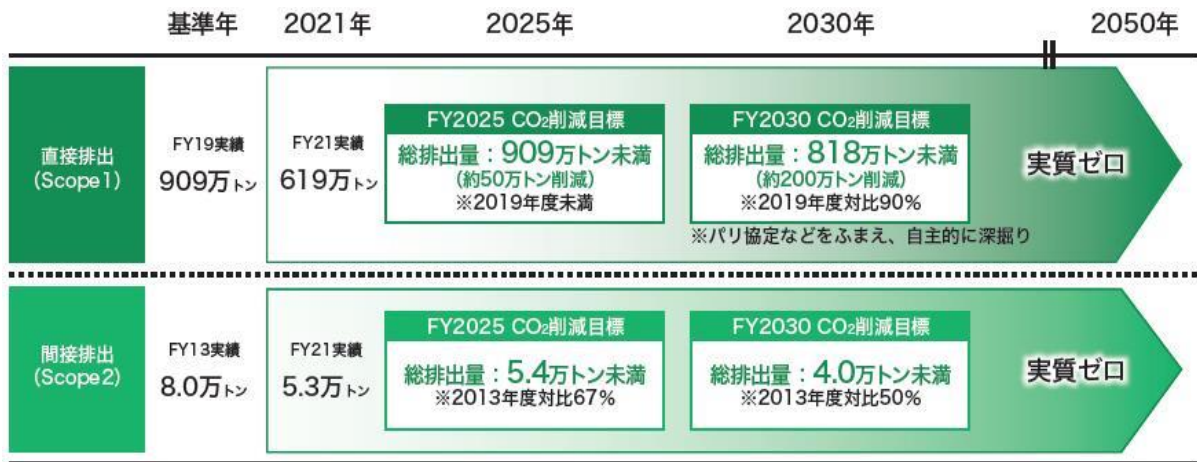 基準年 2021年 2025年 2030年 2050年
直接排出
(Scope1)
FY19実績
909万トン
FY21実績
619万トン
FY2025 CO₂削減目標
総排出量：909万トン未満
(約50万トン削減)
※2019年度未満
FY2030 CO₂削減目標
総排出量：818万トン未満
(約200万トン削減)
※2019年度対比90%
※パリ協定などをふまえ、自主的に深掘り
実質ゼロ
間接排出
(Scope2)
FY13実績
8.0万トン
FY21実績
5.3万トン
FY2025 CO₂削減目標
総排出量：5.4万トン未満
※2013年度対比67%
FY2030 CO₂削減目標
総排出量：4.0万トン未満
※2013年度対比50%
実質ゼロ